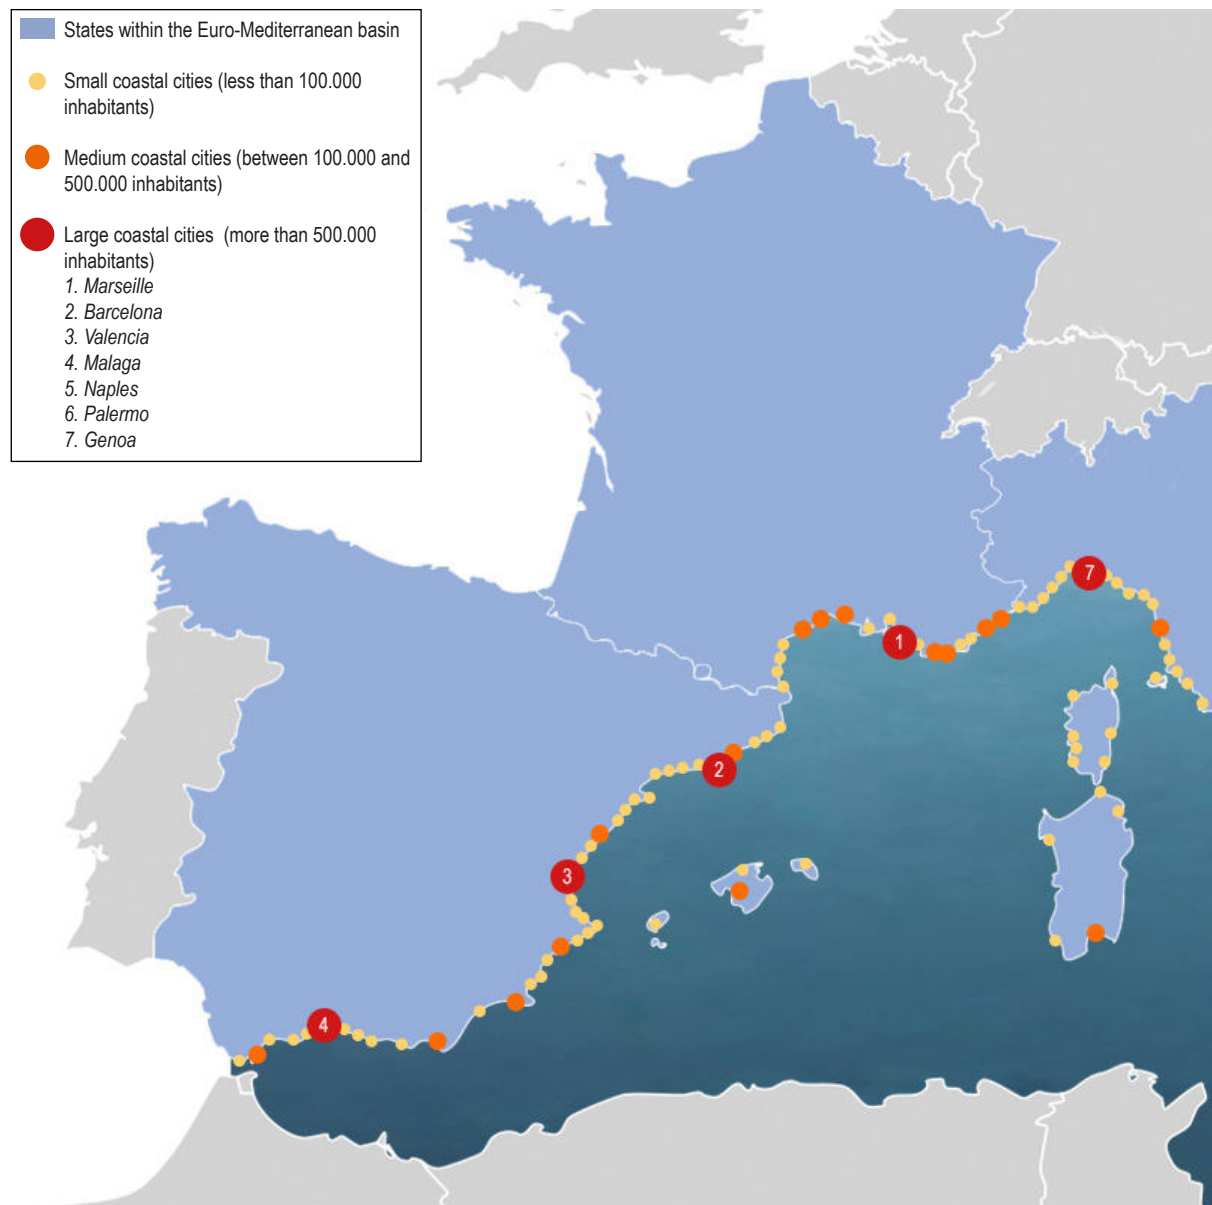 States within the Euro-Mediterranean basin
Small coastal cities (less than 100.000
inhabitants)
Medium coastal cities (between 100.000 and
500.000 inhabitants)
Large coastal cities (more than 500.000
inhabitants)
1. Marseille
2. Barcelona
3. Valencia
4. Malaga
5. Naples
6. Palermo
7. Genoa
7
1
2
3
4